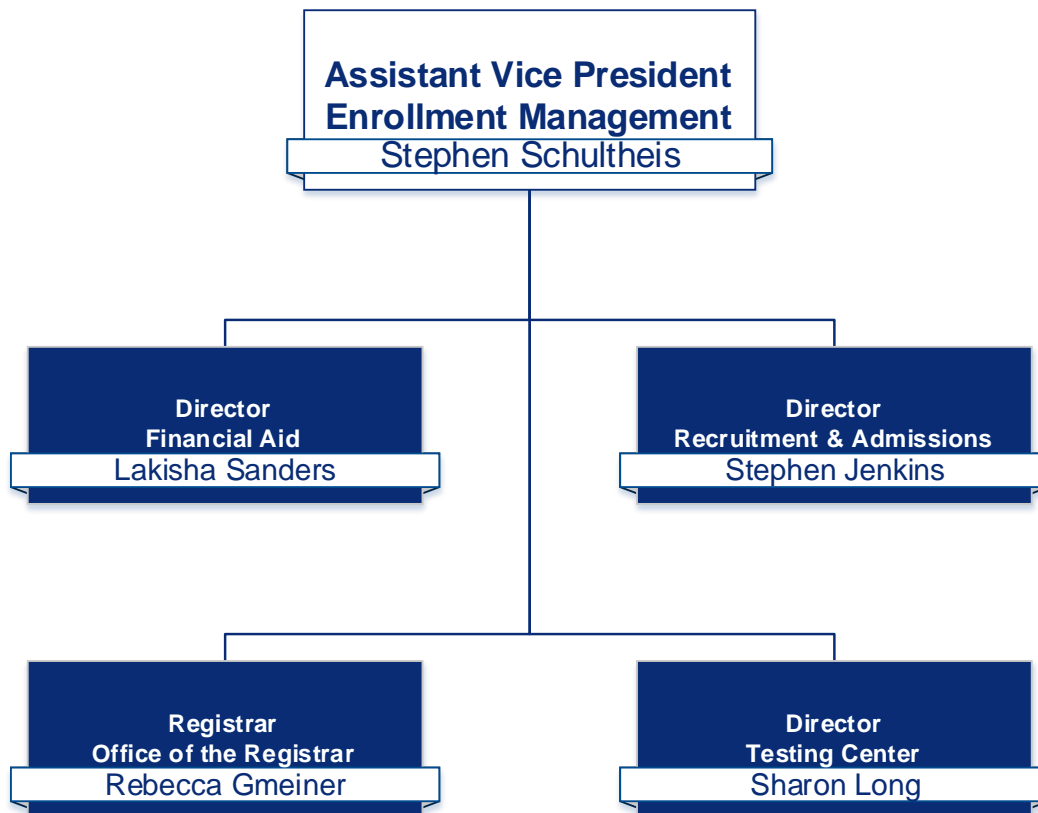 Assistant Vice President
Enrollment Management
Stephen Schultheis
Director
Financial Aid
Lakisha Sanders
Director
Recruitment & Admissions
Stephen Jenkins
Registrar
Office of the Registrar
Rebecca Gmeiner
Director
Testing Center
Sharon Long